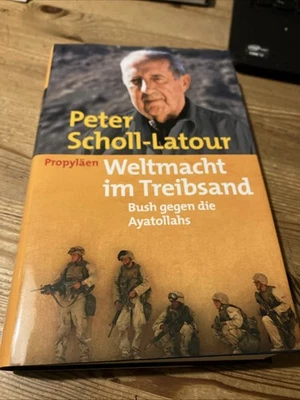 Peter
Scholl-Latour
Propyläen
Weltmacht
im Treibsand
Bush gegen die
Ayatollahs